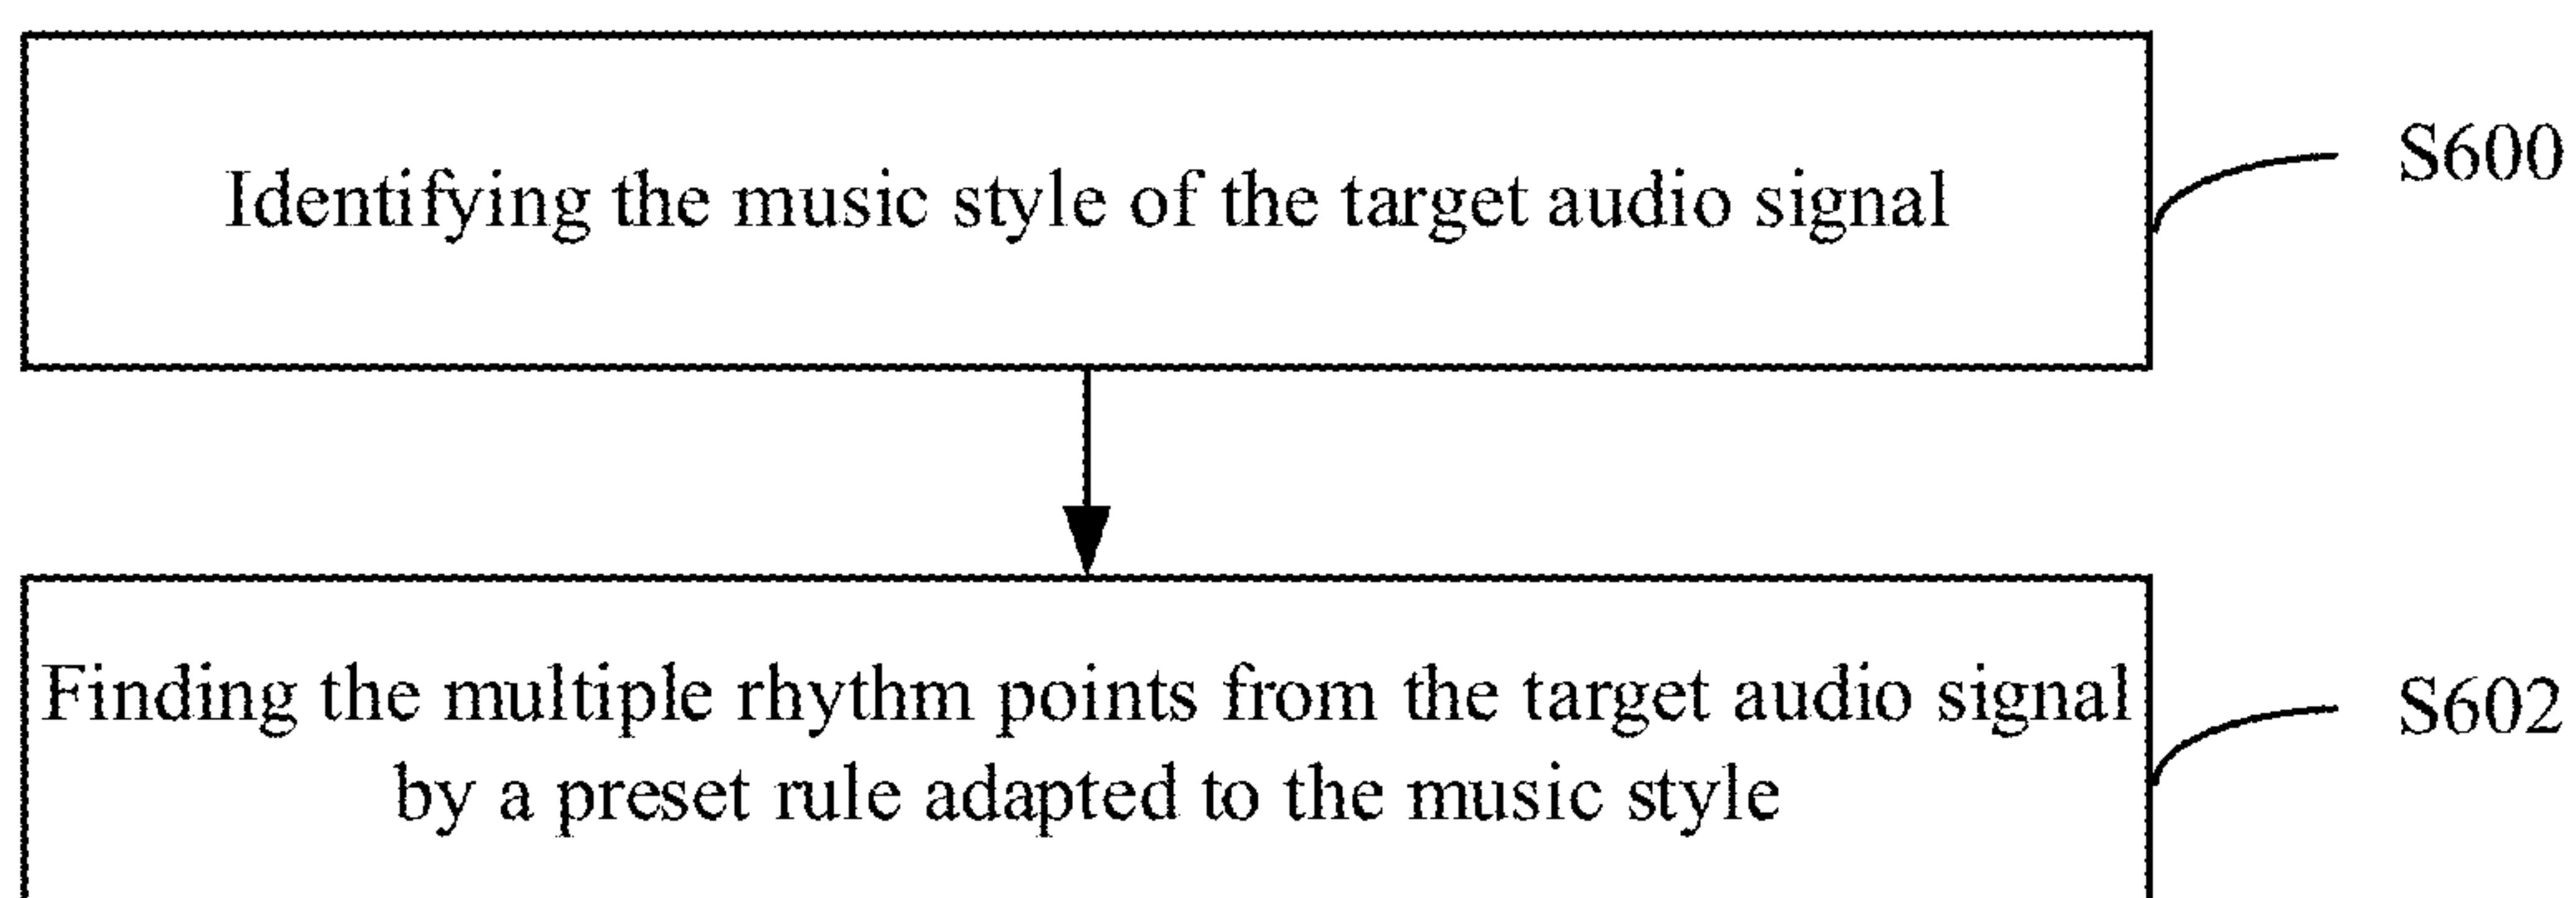 Identifying the music style of the target audio signal
S600
Finding the multiple rhythm points from the target audio signal
by a preset rule adapted to the music style
S602